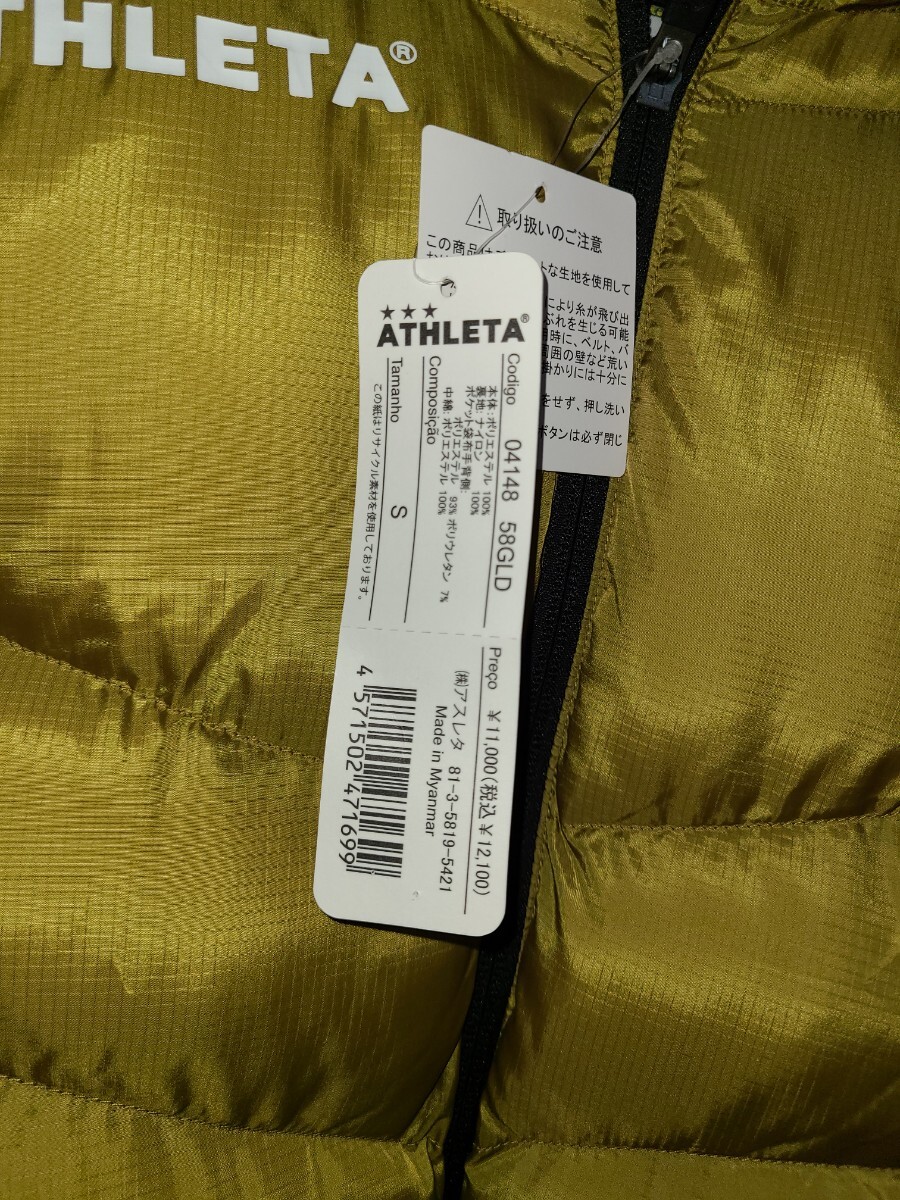 THLETA®
⚠ 取り扱いのご注意
この商品は
トな生地を使用して
により糸が飛び出
ぶれを生じる可能
時に、ベルト、バ
周囲の壁など荒い
掛かりには十分に
をせず、押し洗い
ボタンは必ず閉じ
★★★
ATHLETA®
Codigo 04148 58GLD
本体:ポリエステル 100%
裏地:ナイロン 100%
ポケット袋布手背側:
ポリエステル 93% ポリウレタン 7%
中綿:ポリエステル 100%
Composição
Tamanho S
この紙はリサイクル素材を使用しております。
Preço ¥11,000(税込¥12,100)
(株)アスレタ 81-3-5819-5421
Made in Myanmar
4 571502 471699